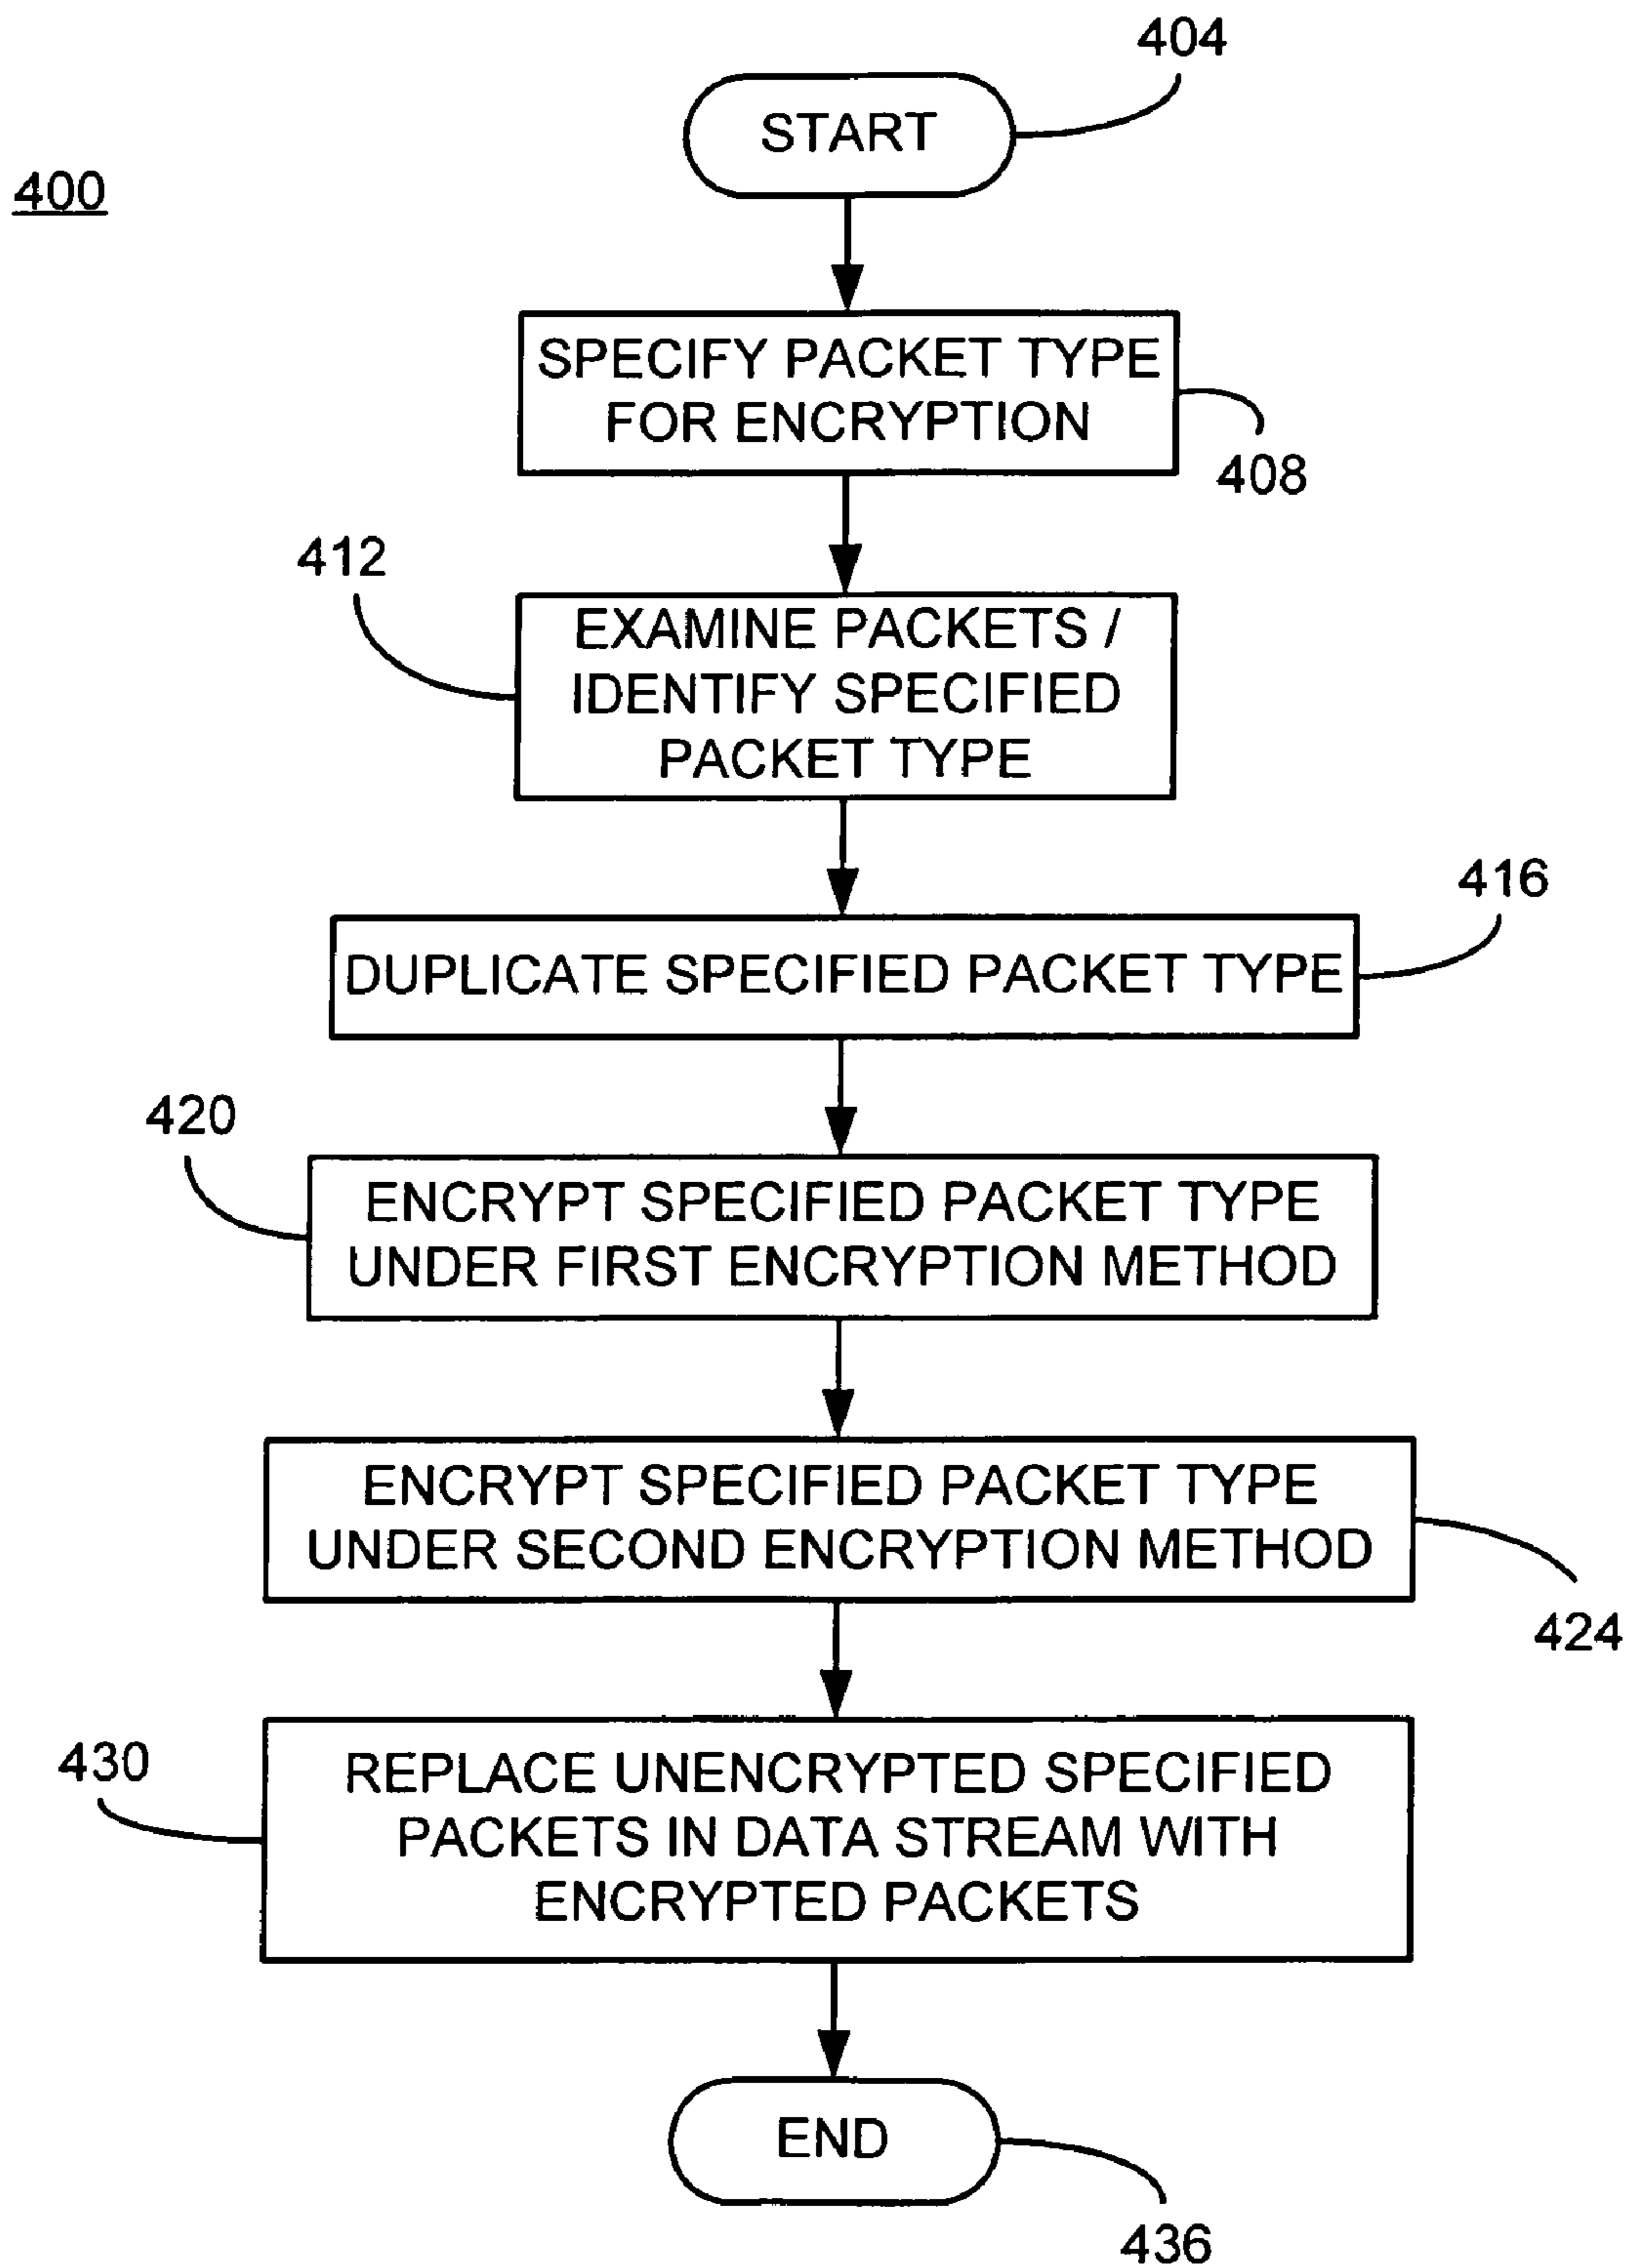 404
START
400
SPECIFY PACKET TYPE
FOR ENCRYPTION
408
412
EXAMINE PACKETS /
IDENTIFY SPECIFIED
PACKET TYPE
416
DUPLICATE SPECIFIED PACKET TYPE
420
ENCRYPT SPECIFIED PACKET TYPE
UNDER FIRST ENCRYPTION METHOD
ENCRYPT SPECIFIED PACKET TYPE
UNDER SECOND ENCRYPTION METHOD
424
430
REPLACE UNENCRYPTED SPECIFIED
PACKETS IN DATA STREAM WITH
ENCRYPTED PACKETS
END
436